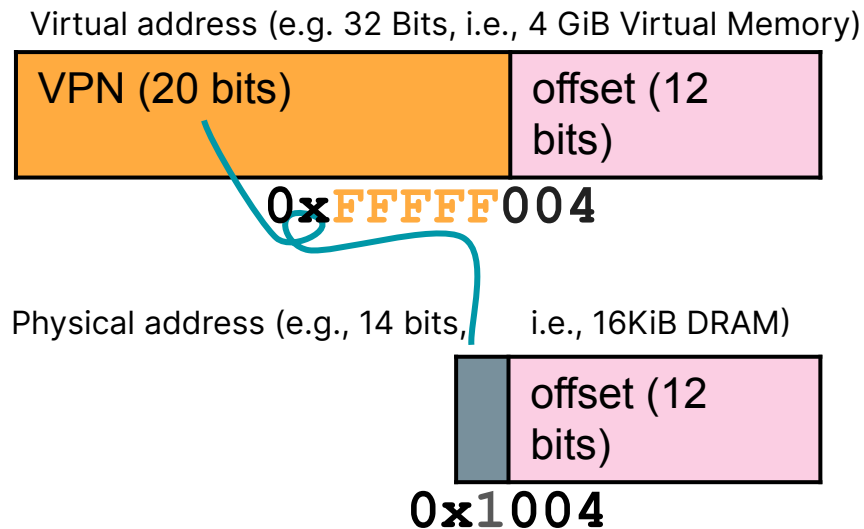 Virtual address (e.g. 32 Bits, i.e., 4 GiB Virtual Memory)
VPN (20 bits)
offset (12
bits)
0xFFFFF004
Physical address (e.g., 14 bits, i.e., 16KiB DRAM)
offset (12
bits)
0x1004